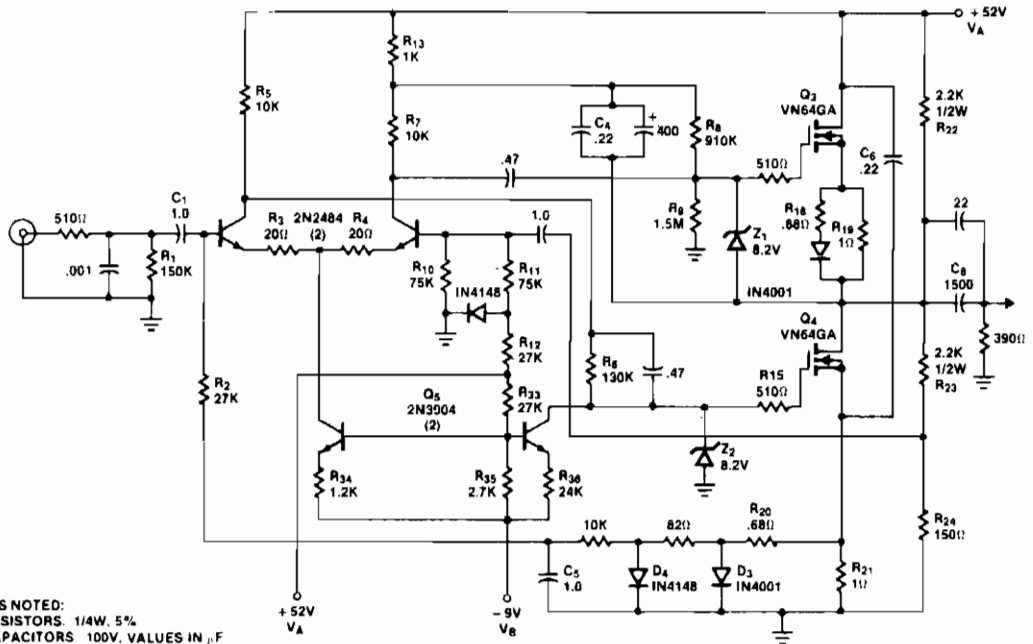 + 52V
VA
R13
1K
R5
10K
R7
10K
C4
.22
+
400
R8
910K
Q3
VN64GA
2.2K
1/2W
R22
C6
.22
.47
510Ω
C1
1.0
510Ω
R3
20Ω
2N2484
(2)
R4
20Ω
1.0
R9
1.5M
Z1
8.2V
R18
.68Ω
R19
1Ω
22
.001
R1
150K
R10
75K
R11
75K
IN4148
IN4001
C8
1500
Q4
VN64GA
390Ω
R12
27K
R6
130K
.47
R15
510Ω
2.2K
1/2W
R23
R2
27K
Q5
2N3904
(2)
R33
27K
Z2
8.2V
R34
1.2K
R35
2.7K
R36
24K
R20
.68Ω
10K
82Ω
R24
150Ω
C5
1.0
D4
IN4148
D3
IN4001
R21
1Ω
+ 52V
VA
- 9V
VB
S NOTED:
SISTORS. 1/4W, 5%
PACITORS 100V, VALUES IN µF